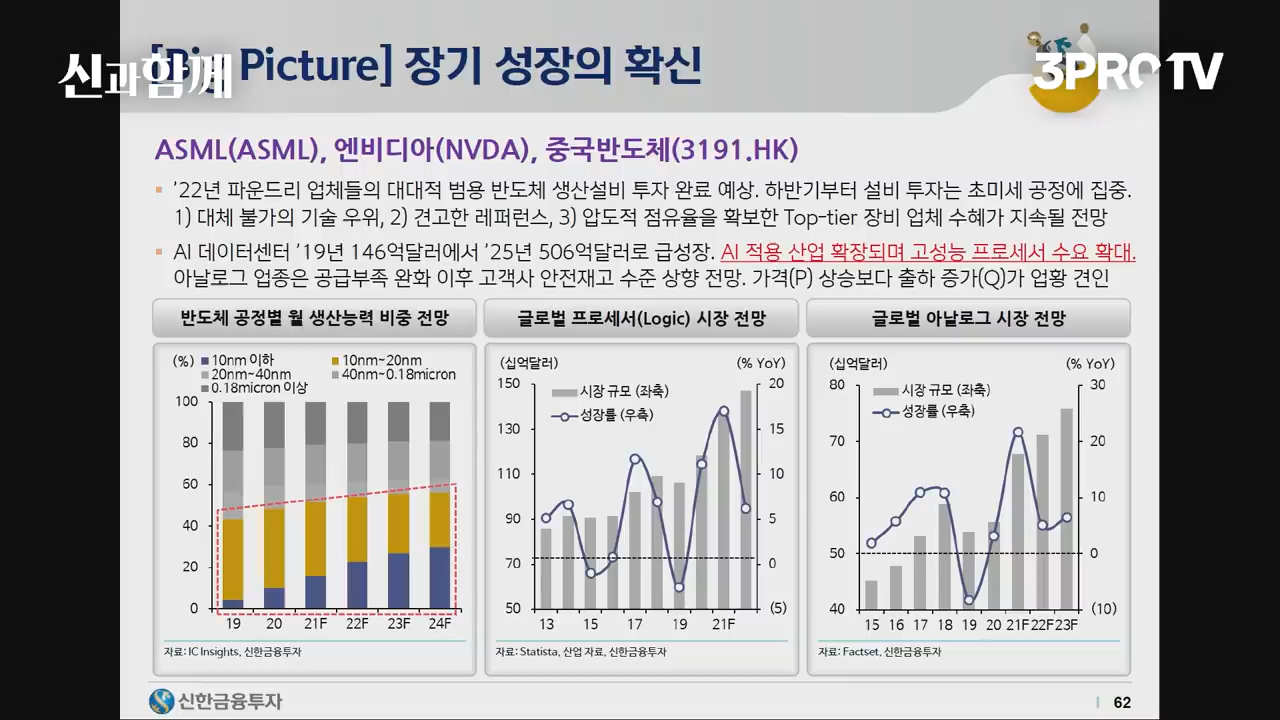 신과함께
[Big Picture] 장기 성장의 확신
3PROTV
ASML(ASML), 엔비디아(NVDA), 중국반도체(3191.HK)
’22년 파운드리 업체들의 대대적 범용 반도체 생산설비 투자 완료 예상. 하반기부터 설비 투자는 초미세 공정에 집중.
1) 대체 불가의 기술 우위, 2) 견고한 레퍼런스, 3) 압도적 점유율을 확보한 Top-tier 장비 업체 수혜가 지속될 전망
AI 데이터센터 ’19년 146억달러에서 ’25년 506억달러로 급성장. AI 적용 산업 확장되며 고성능 프로세서 수요 확대.
아날로그 업종은 공급부족 완화 이후 고객사 안전재고 수준 상향 전망. 가격(P) 상승보다 출하 증가(Q)가 업황 견인
반도체 공정별 월 생산능력 비중 전망
(%)
10nm 이하
10nm~20nm
20nm~40nm
40nm~0.18micron
0.18micron 이상
100
80
60
40
20
0
19 20 21F 22F 23F 24F
자료: IC Insights, 신한금융투자
글로벌 프로세서(Logic) 시장 전망
(십억달러) (% YoY)
시장 규모 (좌축)
성장률 (우축)
150 20
130 15
110 10
90 5
70 0
50 (5)
13 15 17 19 21F
자료: Statista, 산업 자료, 신한금융투자
글로벌 아날로그 시장 전망
(십억달러) (% YoY)
시장 규모 (좌축)
성장률 (우축)
80 30
70 20
60 10
50 0
40 (10)
15 16 17 18 19 20 21F 22F 23F
자료: Factset, 신한금융투자
신한금융투자
62